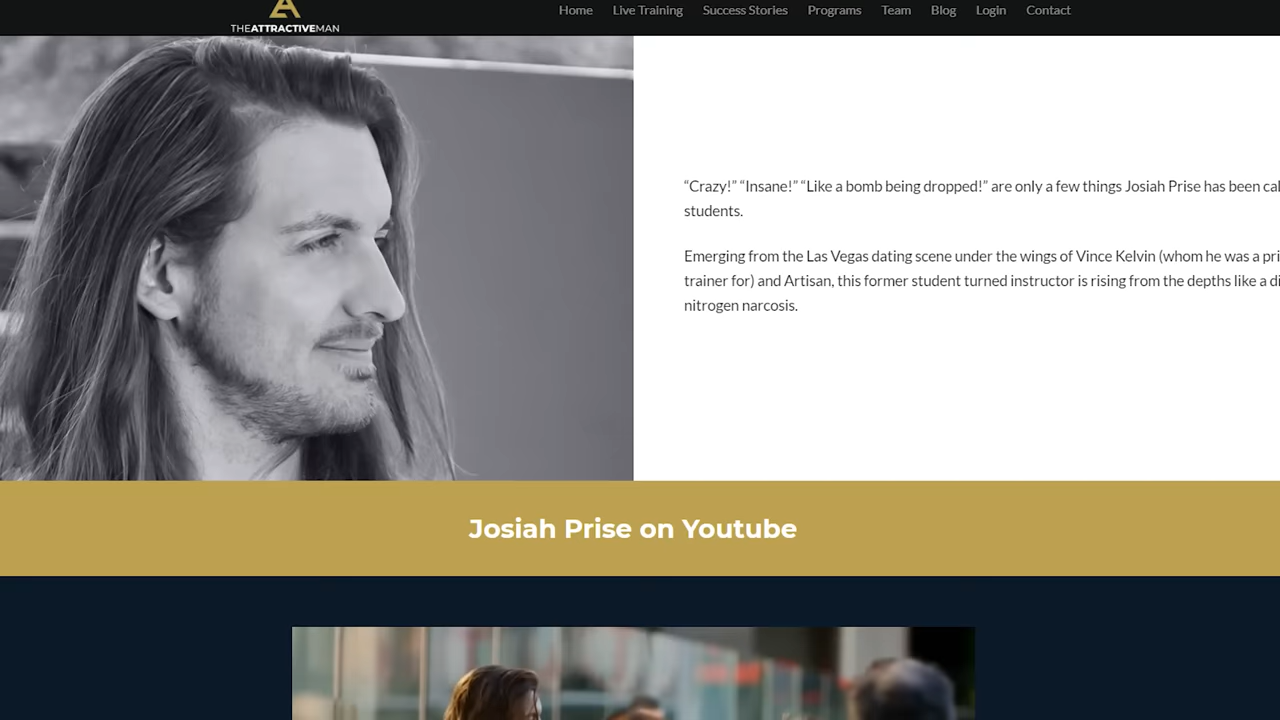 THEATTRACTIVEMAN
Home Live Training Success Stories Programs Team Blog Login Contact
“Crazy!” “Insane!” “Like a bomb being dropped!” are only a few things Josiah Prise has been
students.
Emerging from the Las Vegas dating scene under the wings of Vince Kelvin (whom he was a
trainer for) and Artisan, this former student turned instructor is rising from the depths like a
nitrogen narcosis.
Josiah Prise on Youtube